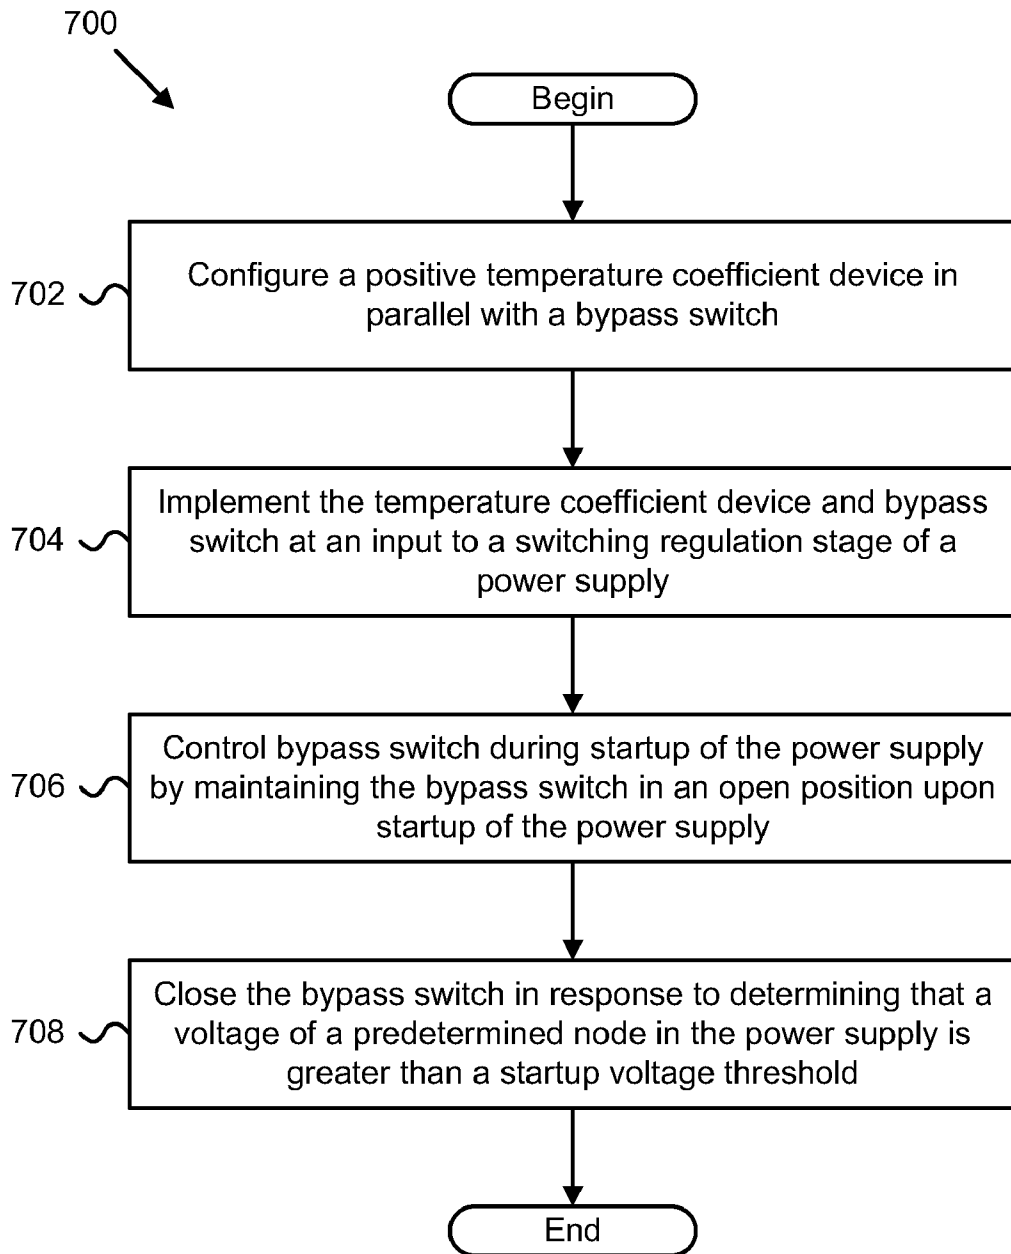 700
Begin
702
Configure a positive temperature coefficient device in
parallel with a bypass switch
704
Implement the temperature coefficient device and bypass
switch at an input to a switching regulation stage of a
power supply
706
Control bypass switch during startup of the power supply
by maintaining the bypass switch in an open position upon
startup of the power supply
708
Close the bypass switch in response to determining that a
voltage of a predetermined node in the power supply is
greater than a startup voltage threshold
End